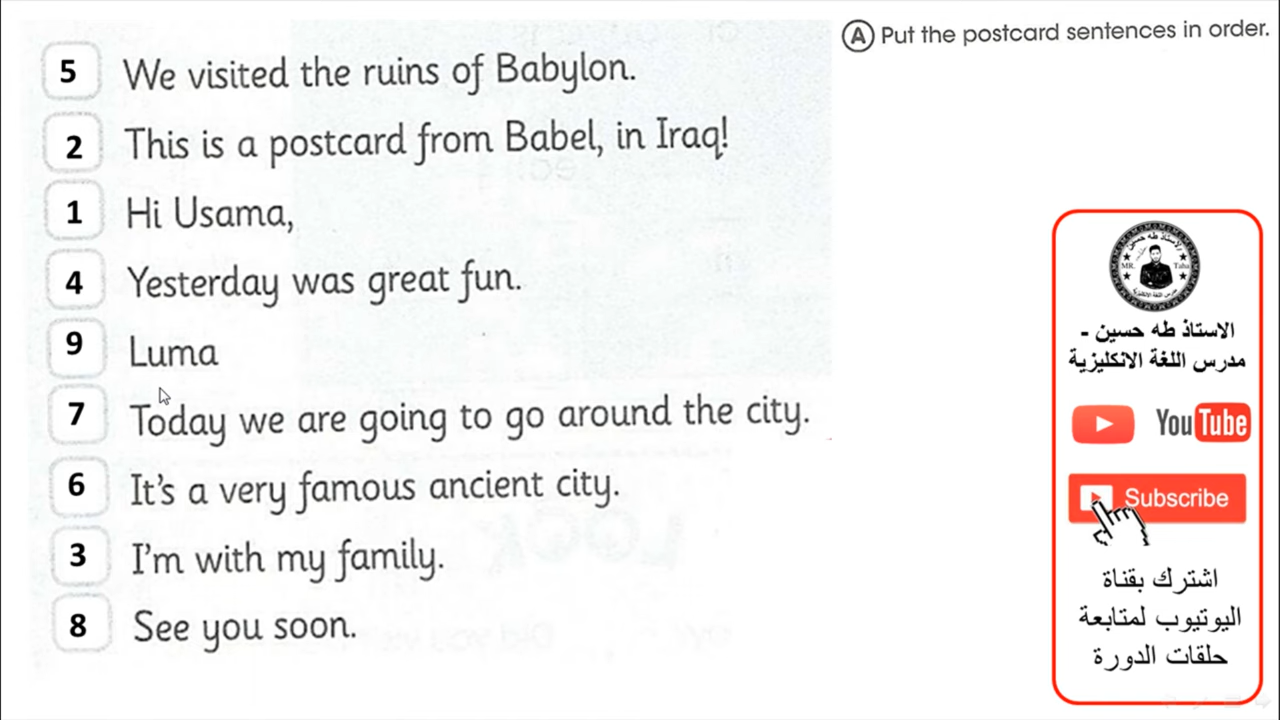 A Put the postcard sentences in order.
5 We visited the ruins of Babylon.
2 This is a postcard from Babel, in Iraq!
1 Hi Usama,
4 Yesterday was great fun.
9 Luma
7 Today we are going to go around the city.
6 It's a very famous ancient city.
3 I'm with my family.
8 See you soon.
MR. Taha
الاستاذ طه حسين -
مدرس اللغة الانكليزية
YouTube
Subscribe
اشترك بقناة
اليوتيوب لمتابعة
حلقات الدورة